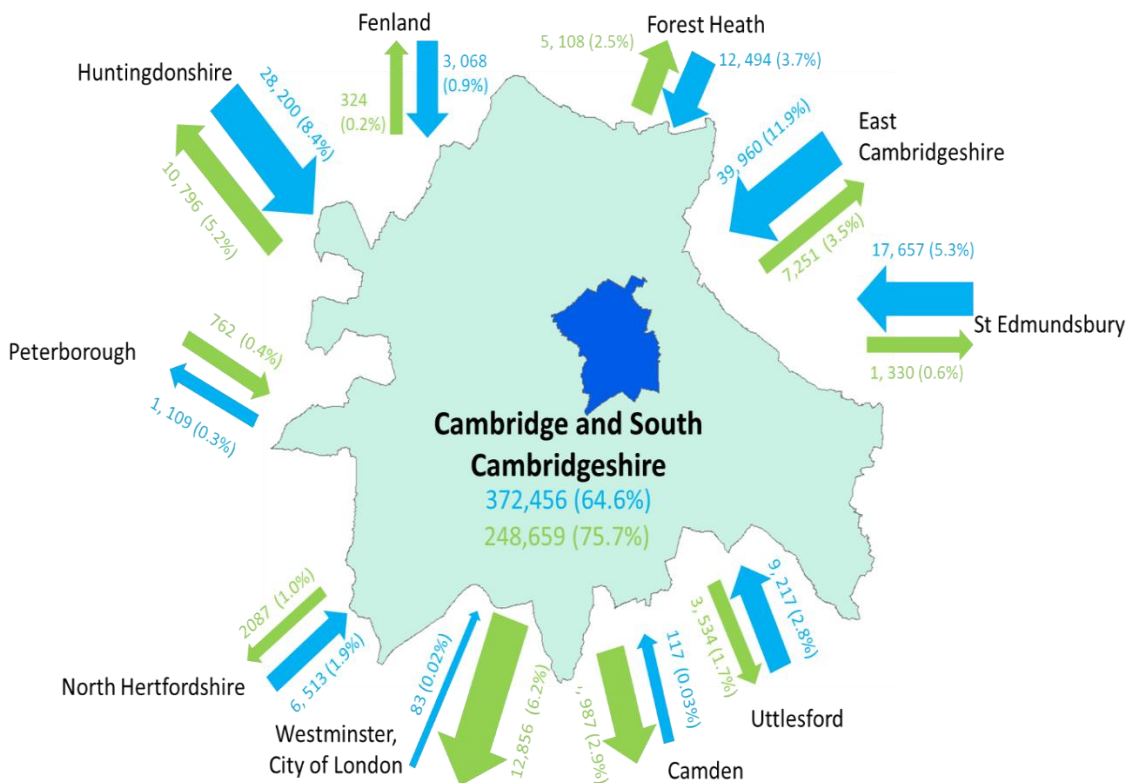 Fenland
Forest Heath
5, 108 (2.5%)
12, 494 (3.7%)
3, 068
(0.9%)
324
(0.2%)
Huntingdonshire
28, 200 (8.4%)
10, 796 (5.2%)
East
Cambridgeshire
39, 960 (11.9%)
7,251 (3.5%)
17, 657 (5.3%)
St Edmundsbury
1, 330 (0.6%)
Peterborough
762 (0.4%)
1, 109 (0.3%)
Cambridge and South
Cambridgeshire
372,456 (64.6%)
248,659 (75.7%)
2087 (1.0%)
6, 513 (1.9%)
North Hertfordshire
83 (0.02%)
12,856 (6.2%)
Westminster,
City of London
, 987 (2.9%)
117 (0.03%)
Camden
3, 534 (1.7%)
9, 217 (2.8%)
Uttlesford